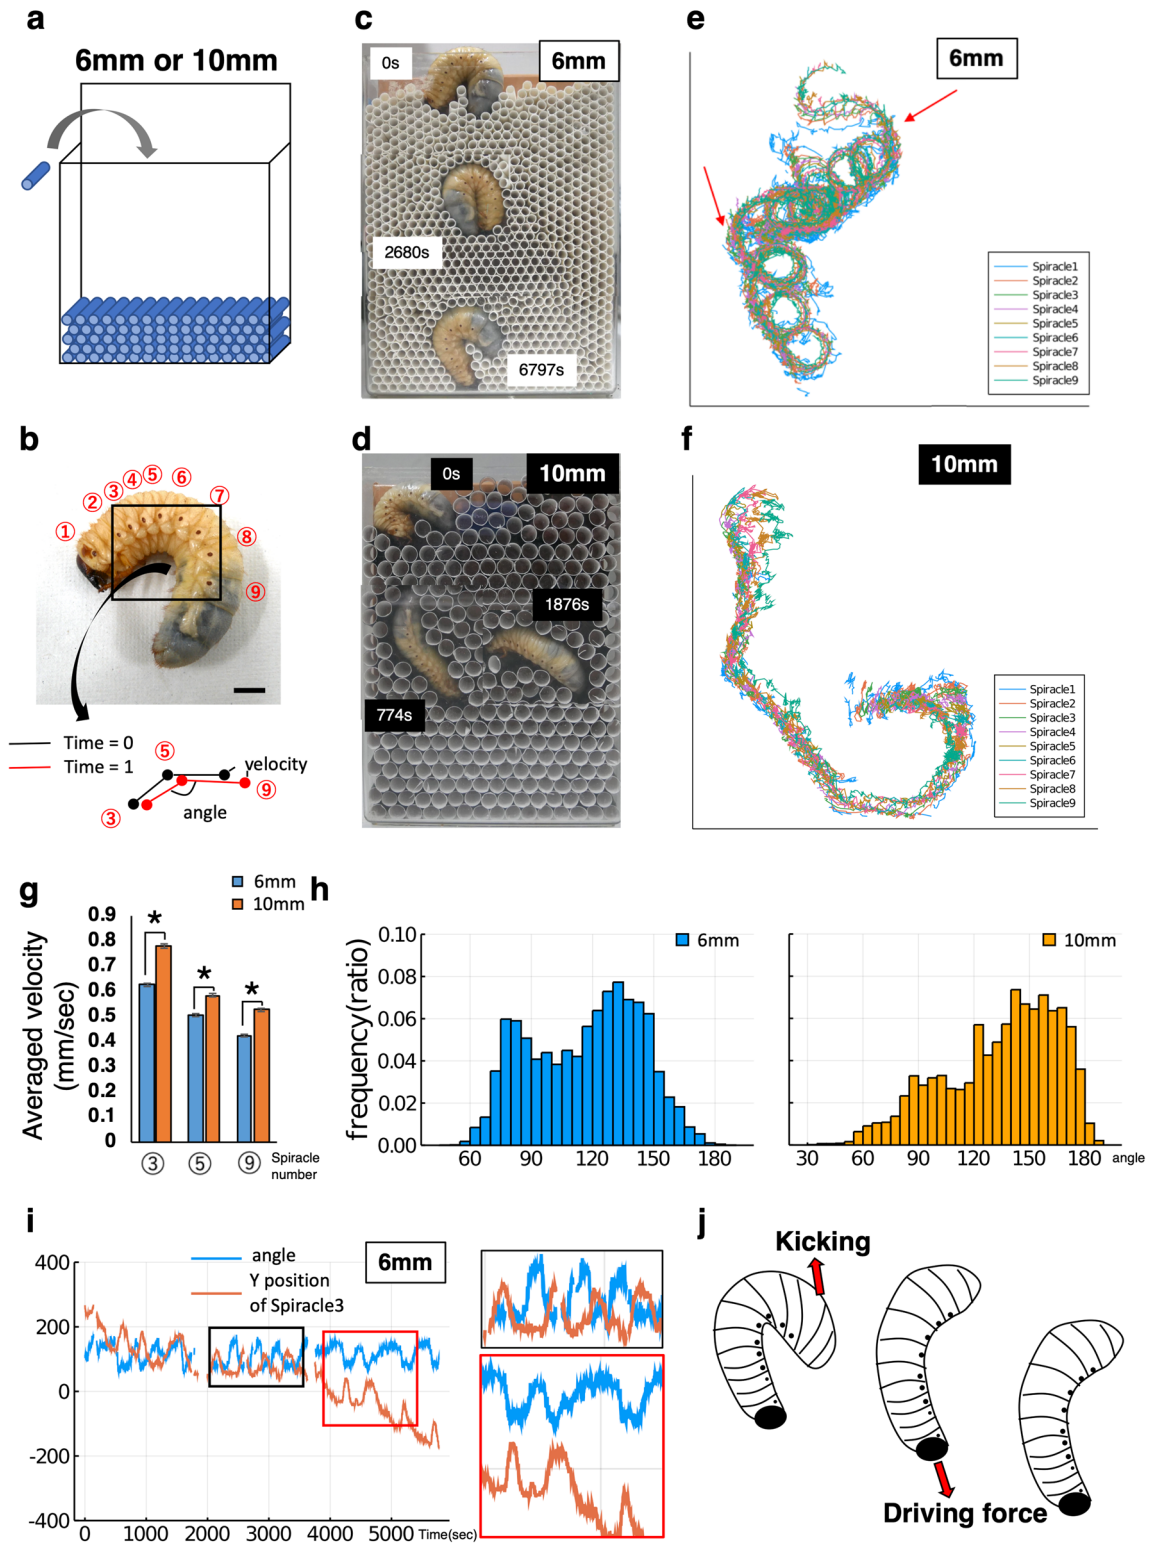 a
6mm or 10mm
b
①
②
③
④
⑤
⑥
⑦
⑧
⑨
Time = 0
Time = 1
⑤
velocity
⑨
③
angle
c
0s
6mm
2680s
6797s
d
0s
10mm
1876s
774s
e
6mm
Spiracle1
Spiracle2
Spiracle3
Spiracle4
Spiracle5
Spiracle6
Spiracle7
Spiracle8
Spiracle9
f
10mm
Spiracle1
Spiracle2
Spiracle3
Spiracle4
Spiracle5
Spiracle6
Spiracle7
Spiracle8
Spiracle9
g
6mm
10mm
Averaged velocity
(mm/sec)
0.9
0.8
0.7
0.6
0.5
0.4
0.3
0.2
0.1
0
*
*
*
③ ⑤ ⑨
Spiracle
number
h
frequency(ratio)
0.10
0.08
0.06
0.04
0.02
0.00
6mm
60 90 120 150 180
10mm
30 60 90 120 150 180 angle
i
angle
Y position
of Spiracle3
6mm
400
200
0
-200
-400
0 1000 2000 3000 4000 5000 Time(sec)
j
Kicking
Driving force